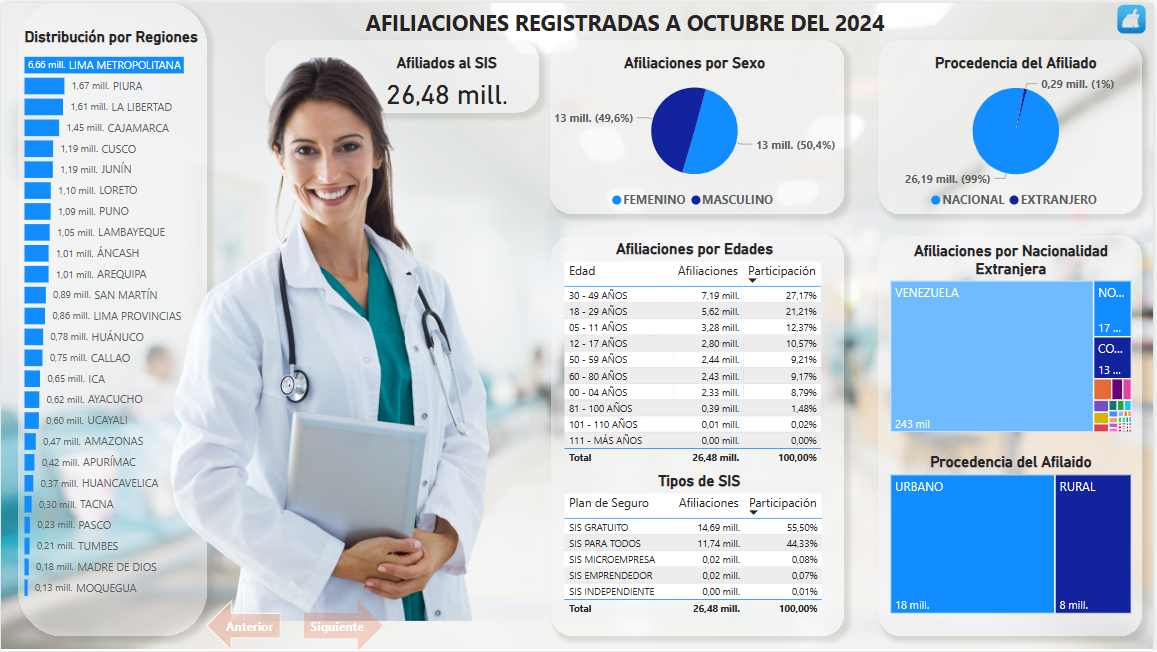 AFILIACIONES REGISTRADAS A OCTUBRE DEL 2024
Distribución por Regiones
6,66 mill. LIMA METROPOLITANA
1,67 mill. PIURA
1,61 mill. LA LIBERTAD
1,45 mill. CAJAMARCA
1,19 mill. CUSCO
1,19 mill. JUNÍN
1,10 mill. LORETO
1,09 mill. PUNO
1,05 mill. LAMBAYEQUE
1,01 mill. ÁNCASH
1,01 mill. AREQUIPA
0,89 mill. SAN MARTÍN
0,86 mill. LIMA PROVINCIAS
0,78 mill. HUÁNUCO
0,75 mill. CALLAO
0,65 mill. ICA
0,62 mill. AYACUCHO
0,60 mill. UCAYALI
0,47 mill. AMAZONAS
0,42 mill. APURÍMAC
0,37 mill. HUANCAVELICA
0,30 mill. TACNA
0,23 mill. PASCO
0,21 mill. TUMBES
0,18 mill. MADRE DE DIOS
0,13 mill. MOQUEGUA
Afiliados al SIS
26,48 mill.
Anterior
Siguiente
Afiliaciones por Sexo
13 mill. (49,6%)
13 mill. (50,4%)
FEMENINO MASCULINO
Procedencia del Afiliado
0,29 mill. (1%)
26,19 mill. (99%)
NACIONAL EXTRANJERO
Afiliaciones por Edades
Edad Afiliaciones Participación
30 - 49 AÑOS 7,19 mill. 27,17%
18 - 29 AÑOS 5,62 mill. 21,21%
05 - 11 AÑOS 3,28 mill. 12,37%
12 - 17 AÑOS 2,80 mill. 10,57%
50 - 59 AÑOS 2,44 mill. 9,21%
60 - 80 AÑOS 2,43 mill. 9,17%
00 - 04 AÑOS 2,33 mill. 8,79%
81 - 100 AÑOS 0,39 mill. 1,48%
101 - 110 AÑOS 0,01 mill. 0,02%
111 - MÁS AÑOS 0,00 mill. 0,00%
Total 26,48 mill. 100,00%
Tipos de SIS
Plan de Seguro Afiliaciones Participación
SIS GRATUITO 14,69 mill. 55,50%
SIS PARA TODOS 11,74 mill. 44,33%
SIS MICROEMPRESA 0,02 mill. 0,08%
SIS EMPRENDEDOR 0,02 mill. 0,07%
SIS INDEPENDIENTE 0,00 mill. 0,01%
Total 26,48 mill. 100,00%
Afiliaciones por Nacionalidad
Extranjera
VENEZUELA
243 mil
NO...
17 ...
CO...
13 ...
Procedencia del Afilaido
URBANO
18 mill.
RURAL
8 mill.